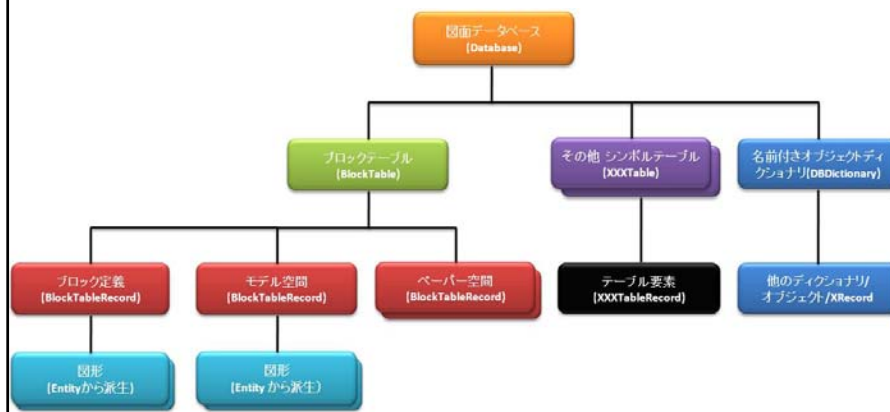 図面データベース
(Database)
ブロックテーブル
(BlockTable)
その他 シンボルテーブル
(XXXTable)
名前付きオブジェクトディ
クショナリ(DBDictionary)
ブロック定義
(BlockTableRecord)
モデル空間
(BlockTableRecord)
ペーパー空間
(BlockTableRecord)
テーブル要素
(XXXTableRecord)
他のディクショナリ/
オブジェクト/XRecord
図形
(Entityから派生)
図形
(Entity から派生)